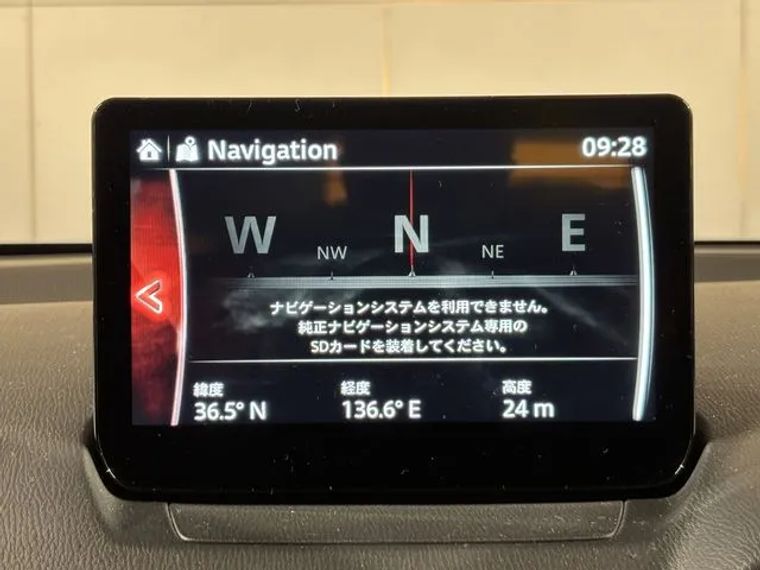 Navigation 09:28
W NW N NE E
ナビゲーションシステムを利用できません。
純正ナビゲーションシステム専用の
SDカードを装着してください。
緯度 経度 高度
36.5° N 136.6° E 24 m